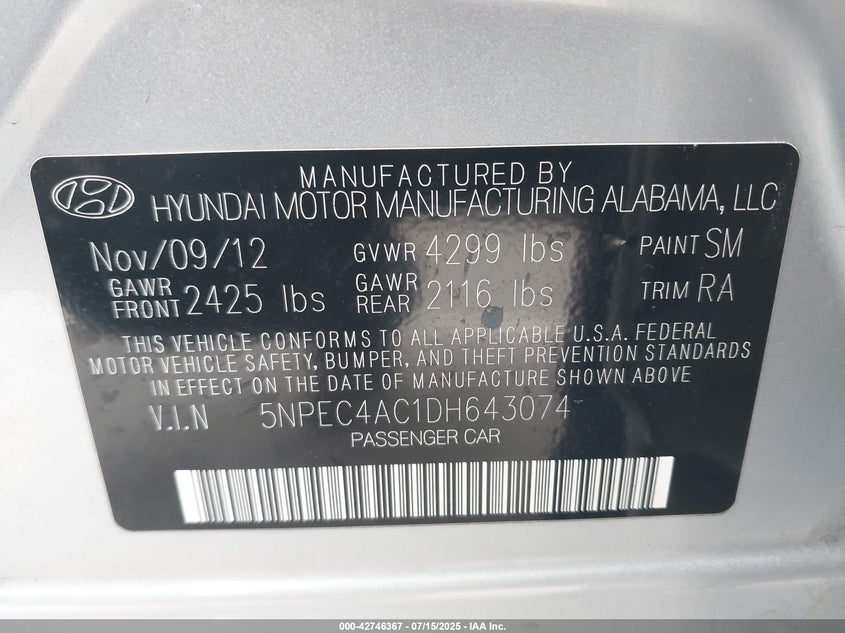 MANUFACTURED BY
HYUNDAI MOTOR MANUFACTURING ALABAMA, LLC
Nov/09/12 GVWR 4299 lbs PAINT SM
GAWR FRONT 2425 lbs GAWR REAR 2116 lbs TRIM RA
THIS VEHICLE CONFORMS TO ALL APPLICABLE U.S.A. FEDERAL
MOTOR VEHICLE SAFETY, BUMPER, AND THEFT PREVENTION STANDARDS
IN EFFECT ON THE DATE OF MANUFACTURE SHOWN ABOVE
V.I.N 5NPEC4AC1DH643074
PASSENGER CAR
000-42746367 - 07/15/2025 - IAA Inc.